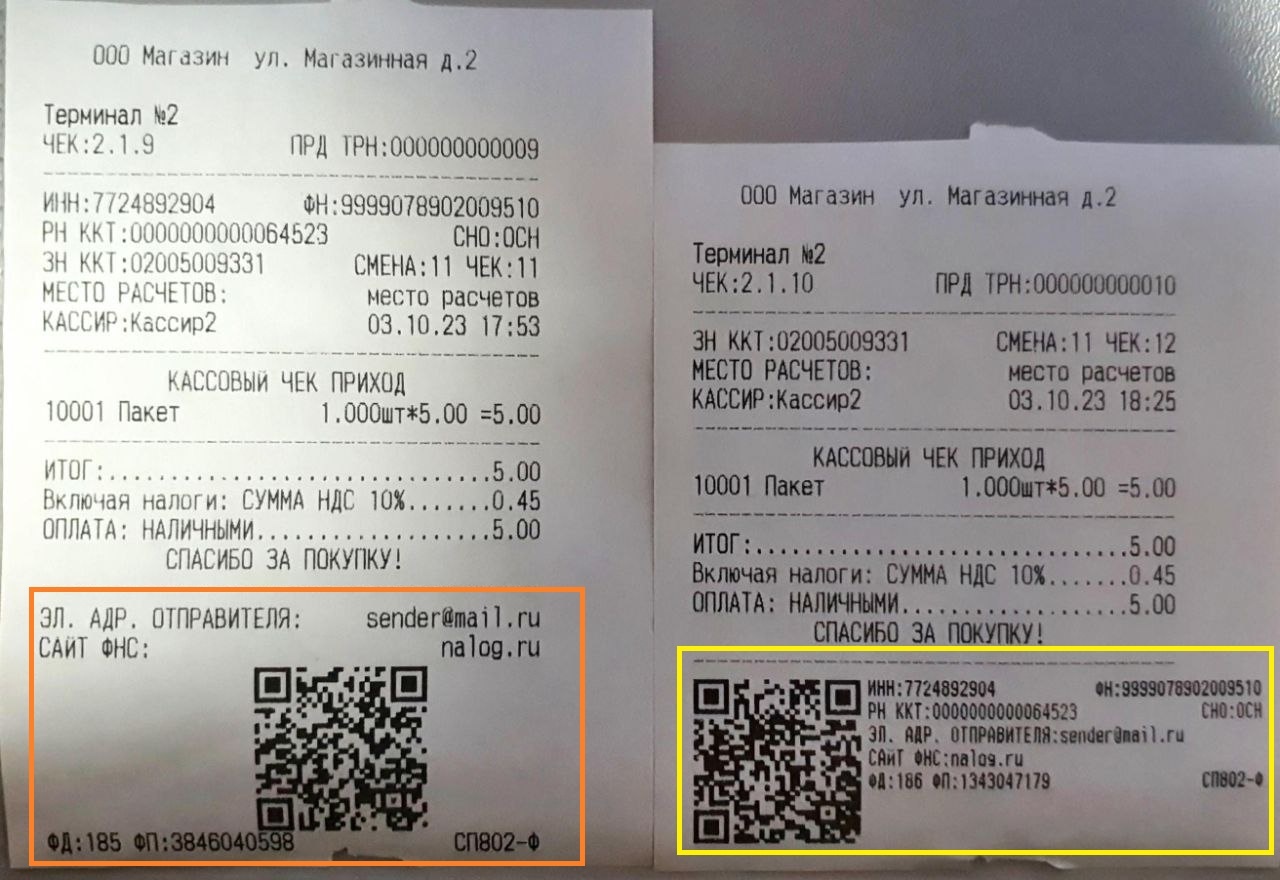 ООО Магазин ул. Магазинная д.2
Терминал №2
ЧЕК:2.1.9 ПРД ТРН:000000000009
ИНН:7724892904 ФН:9999078902009510
РН ККТ:0000000000064523 СНО:ОСН
ЗН ККТ:02005009331 СМЕНА:11 ЧЕК:11
МЕСТО РАСЧЕТОВ: место расчетов
КАССИР:Кассир2 03.10.23 17:53
КАССОВЫЙ ЧЕК ПРИХОД
10001 Пакет 1.000шт*5.00 =5.00
ИТОГ:.................................5.00
Включая налоги: СУММА НДС 10%.......0.45
ОПЛАТА: НАЛИЧНЫМИ....................5.00
СПАСИБО ЗА ПОКУПКУ!
ЭЛ. АДР. ОТПРАВИТЕЛЯ: sender@mail.ru
САЙТ ФНС: nalog.ru
ФД:185 ФП:3846040598 СП802-Ф
ООО Магазин ул. Магазинная д.2
Терминал №2
ЧЕК:2.1.10 ПРД ТРН:000000000010
ЗН ККТ:02005009331 СМЕНА:11 ЧЕК:12
МЕСТО РАСЧЕТОВ: место расчетов
КАССИР:Кассир2 03.10.23 18:25
КАССОВЫЙ ЧЕК ПРИХОД
10001 Пакет 1.000шт*5.00 =5.00
ИТОГ:.................................5.00
Включая налоги: СУММА НДС 10%.......0.45
ОПЛАТА: НАЛИЧНЫМИ....................5.00
СПАСИБО ЗА ПОКУПКУ!
ИНН:7724892904 ФН:9999078902009510
РН ККТ:0000000000064523 СНО:ОСН
ЭЛ. АДР. ОТПРАВИТЕЛЯ:sender@mail.ru
САЙТ ФНС:nalog.ru
ФД:186 ФП:1343047179 СП802-Ф